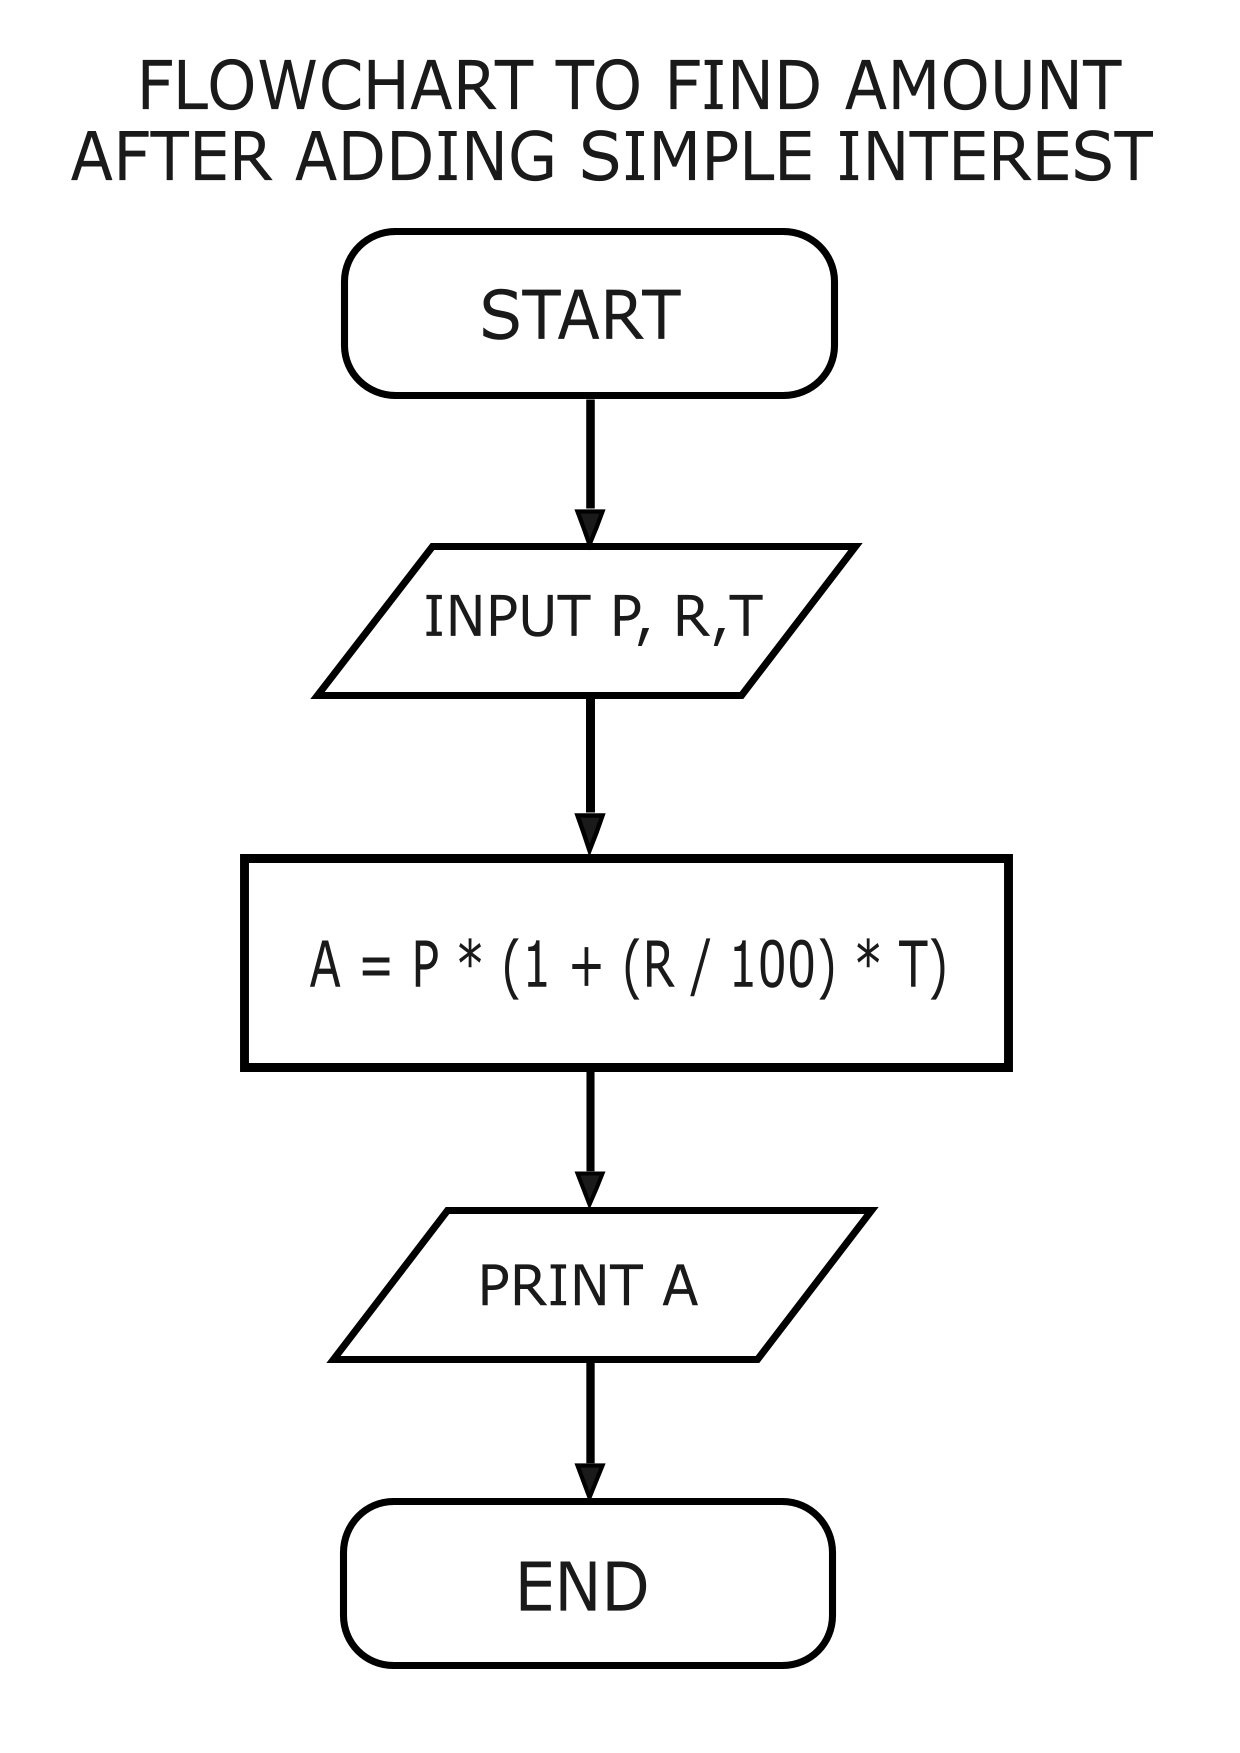 FLOWCHART TO FIND AMOUNT
AFTER ADDING SIMPLE INTEREST
START
INPUT P, R,T
A = P * (1 + (R / 100) * T)
PRINT A
END